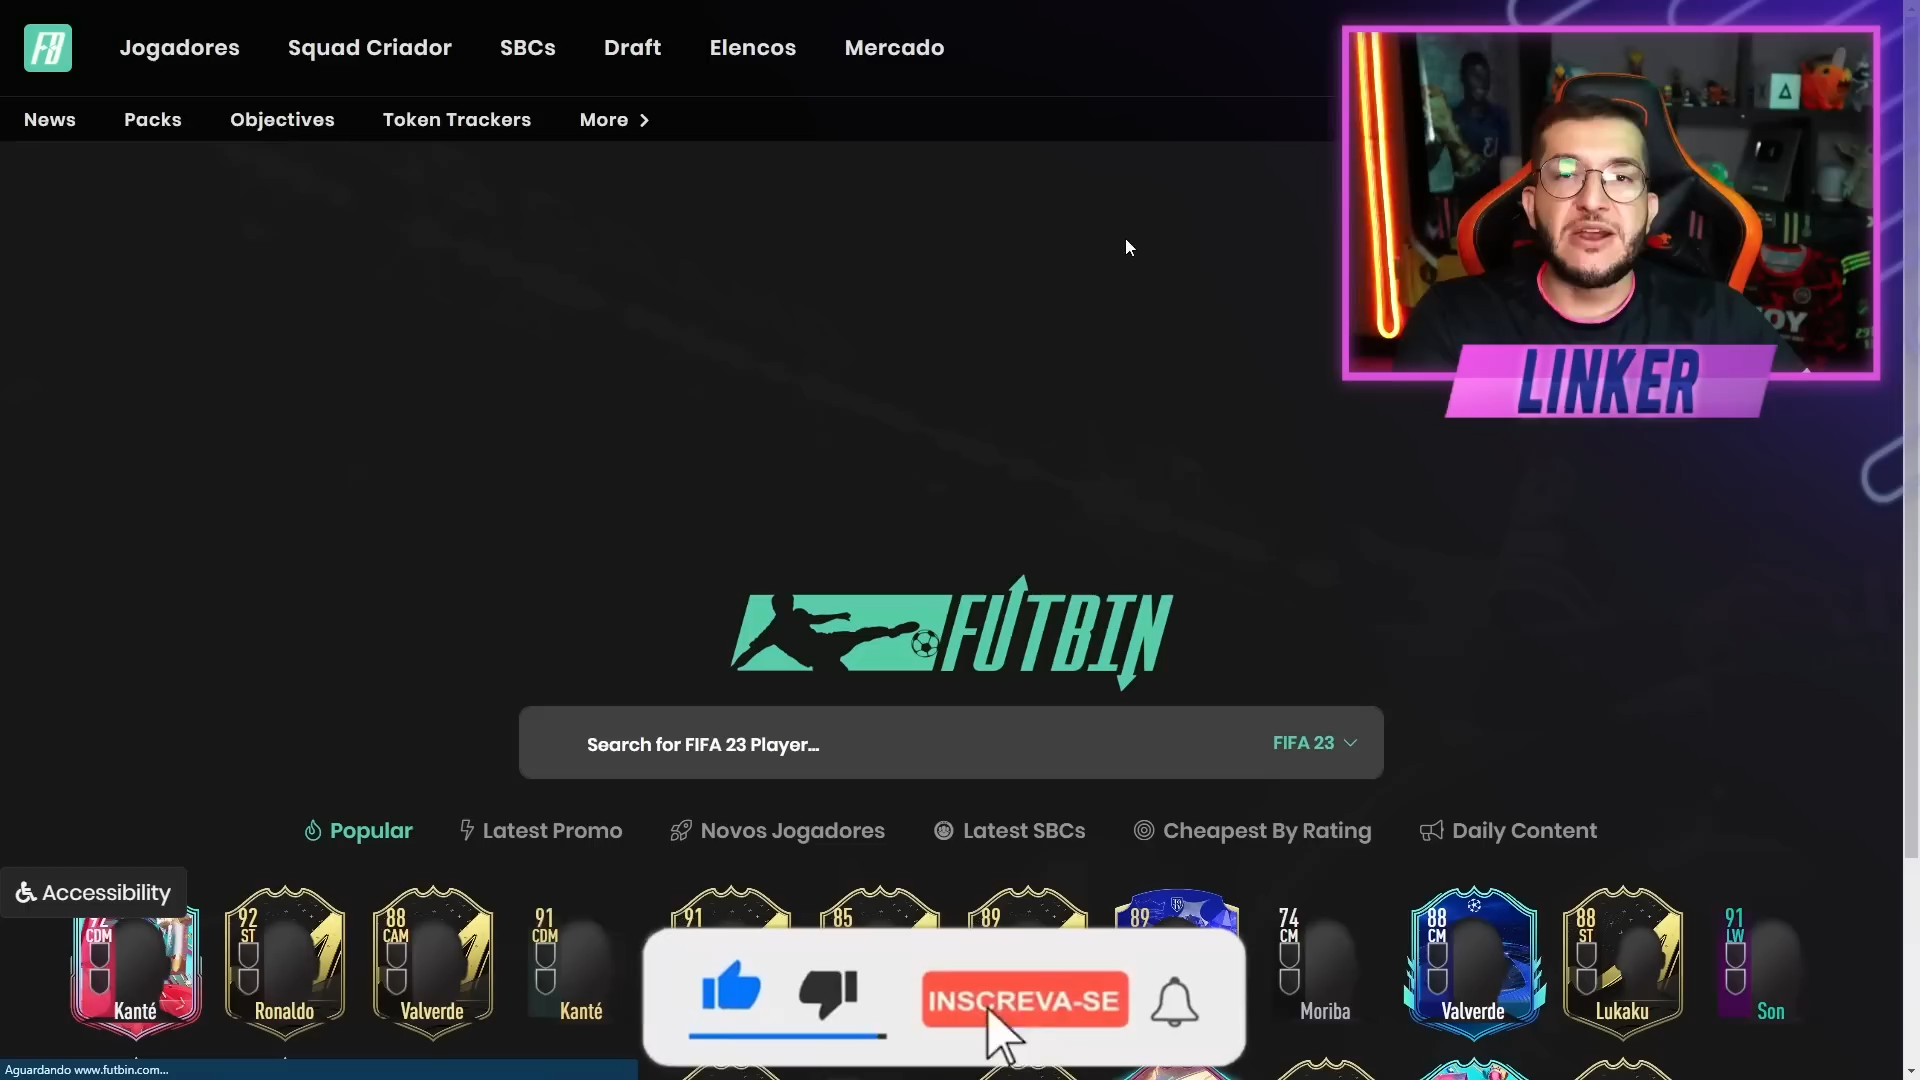 FB
Jogadores
Squad Criador
SBCs
Draft
Elencos
Mercado
News
Packs
Objectives
Token Trackers
More
LINKER
FUTBIN
Search for FIFA 23 Player...
FIFA 23
Popular
Latest Promo
Novos Jogadores
Latest SBCs
Cheapest By Rating
Daily Content
Accessibility
92
CDM
Kanté
92
ST
Ronaldo
88
CAM
Valverde
91
CDM
Kanté
91
85
89
89
74
CM
Moriba
88
CM
Valverde
88
ST
Lukaku
91
LW
Son
INSCREVA-SE
Aguardando www.futbin.com...